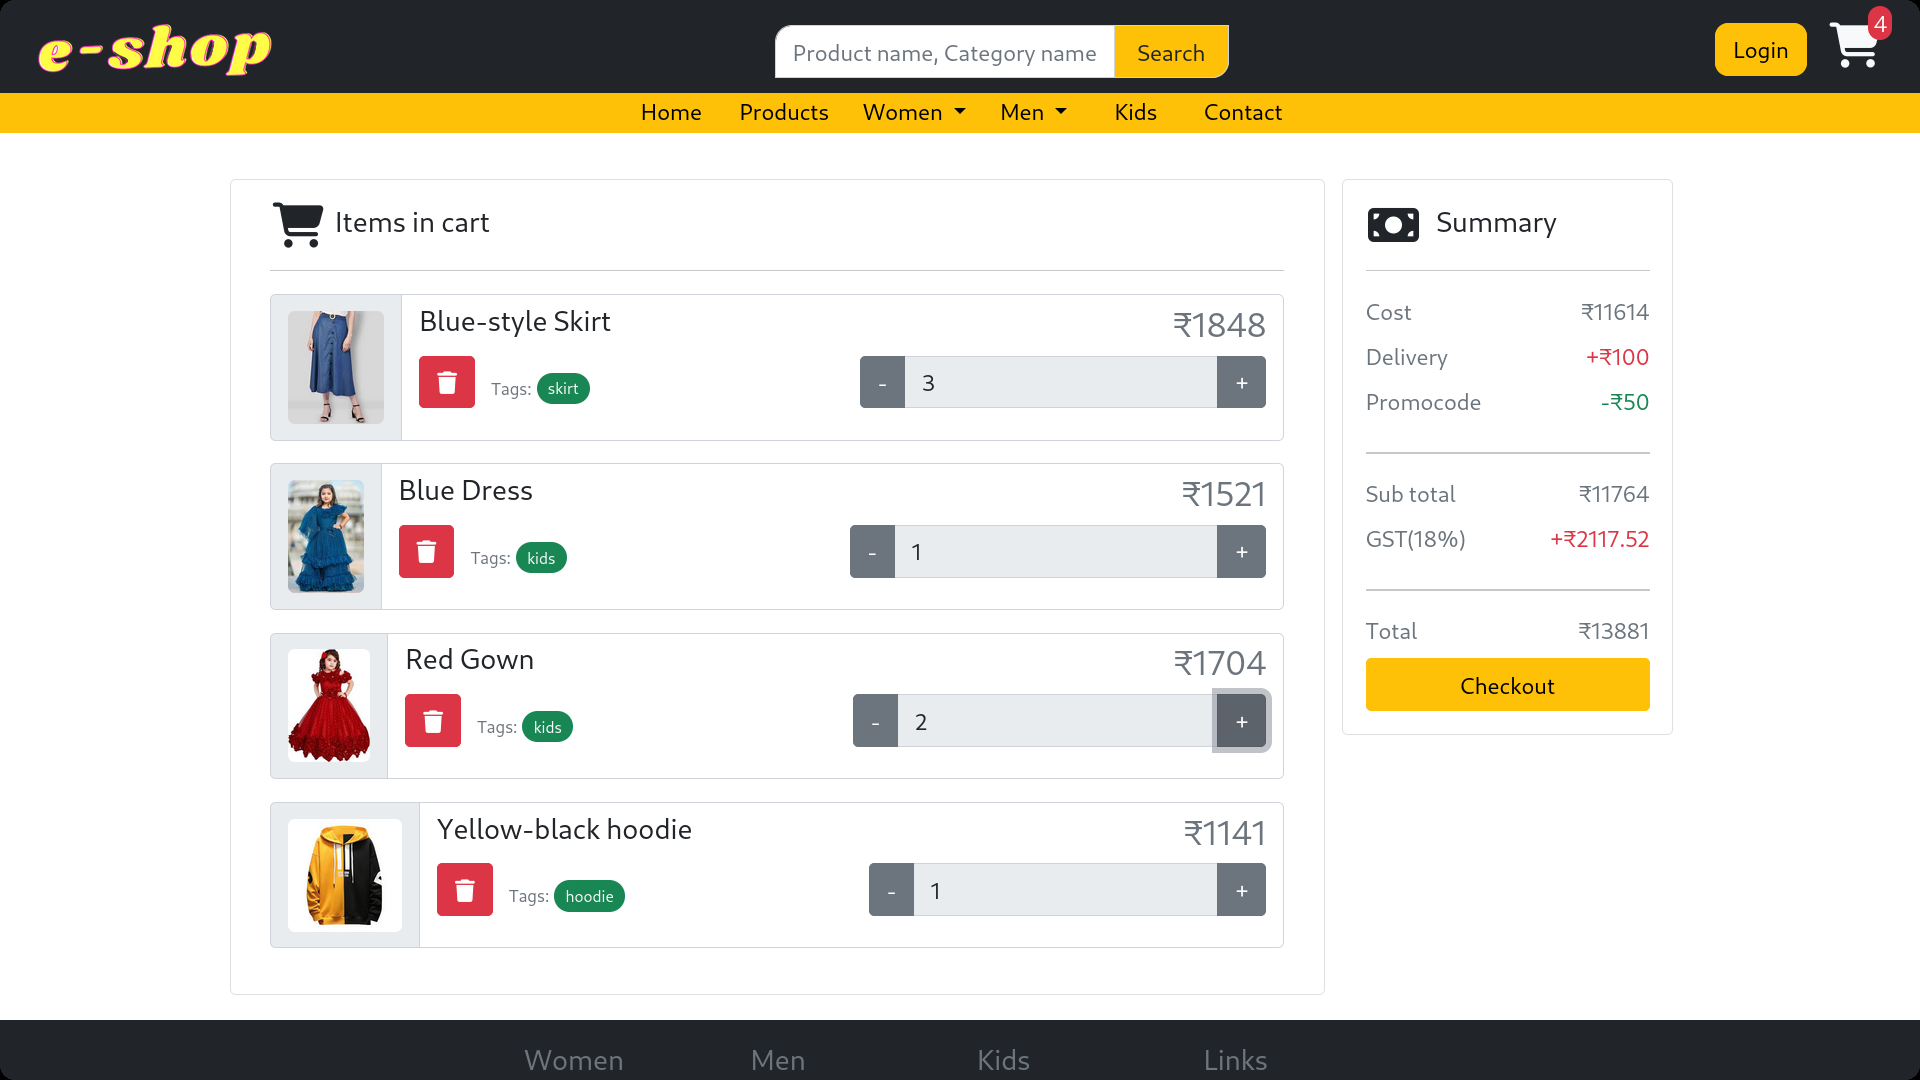 e-shop
Product name, Category name Search
Login
4
Home Products Women Men Kids Contact
Items in cart
Blue-style Skirt ₹1848
Tags: skirt - 3 +
Blue Dress ₹1521
Tags: kids - 1 +
Red Gown ₹1704
Tags: kids - 2 +
Yellow-black hoodie ₹1141
Tags: hoodie - 1 +
Summary
Cost ₹11614
Delivery +₹100
Promocode -₹50
Sub total ₹11764
GST(18%) +₹2117.52
Total ₹13881
Checkout
Women Men Kids Links